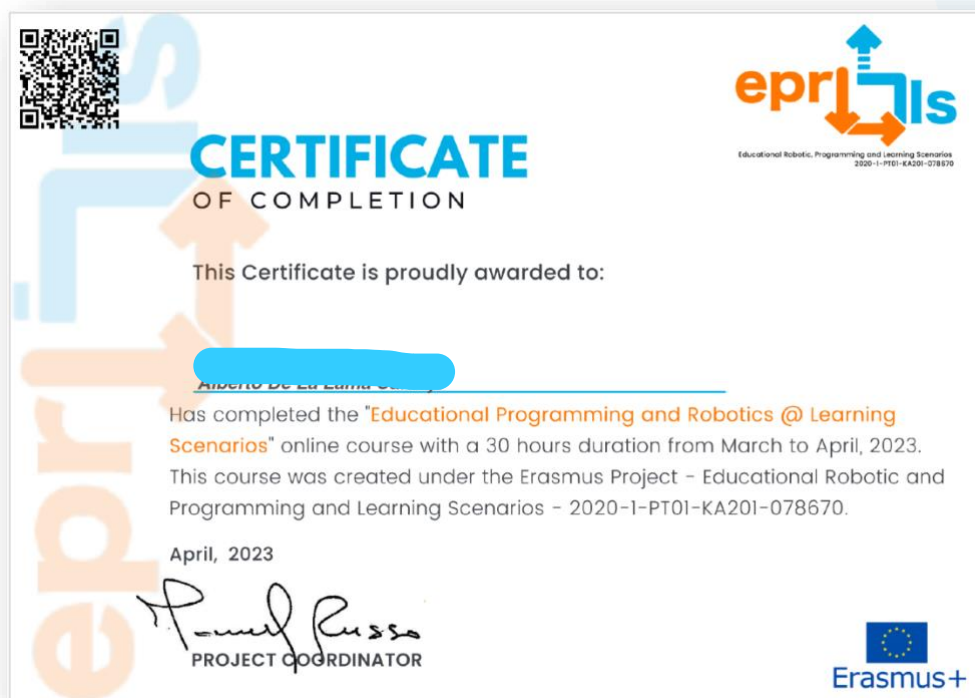 CERTIFICATE
OF COMPLETION
Educational Robotic, Programming and Learning Scenarios
2020-1-PT01-KA201-078670
This Certificate is proudly awarded to:
Has completed the "Educational Programming and Robotics @ Learning
Scenarios" online course with a 30 hours duration from March to April, 2023.
This course was created under the Erasmus Project - Educational Robotic and
Programming and Learning Scenarios - 2020-1-PT01-KA201-078670.
April, 2023
Russo
PROJECT COORDINATOR
Erasmus+